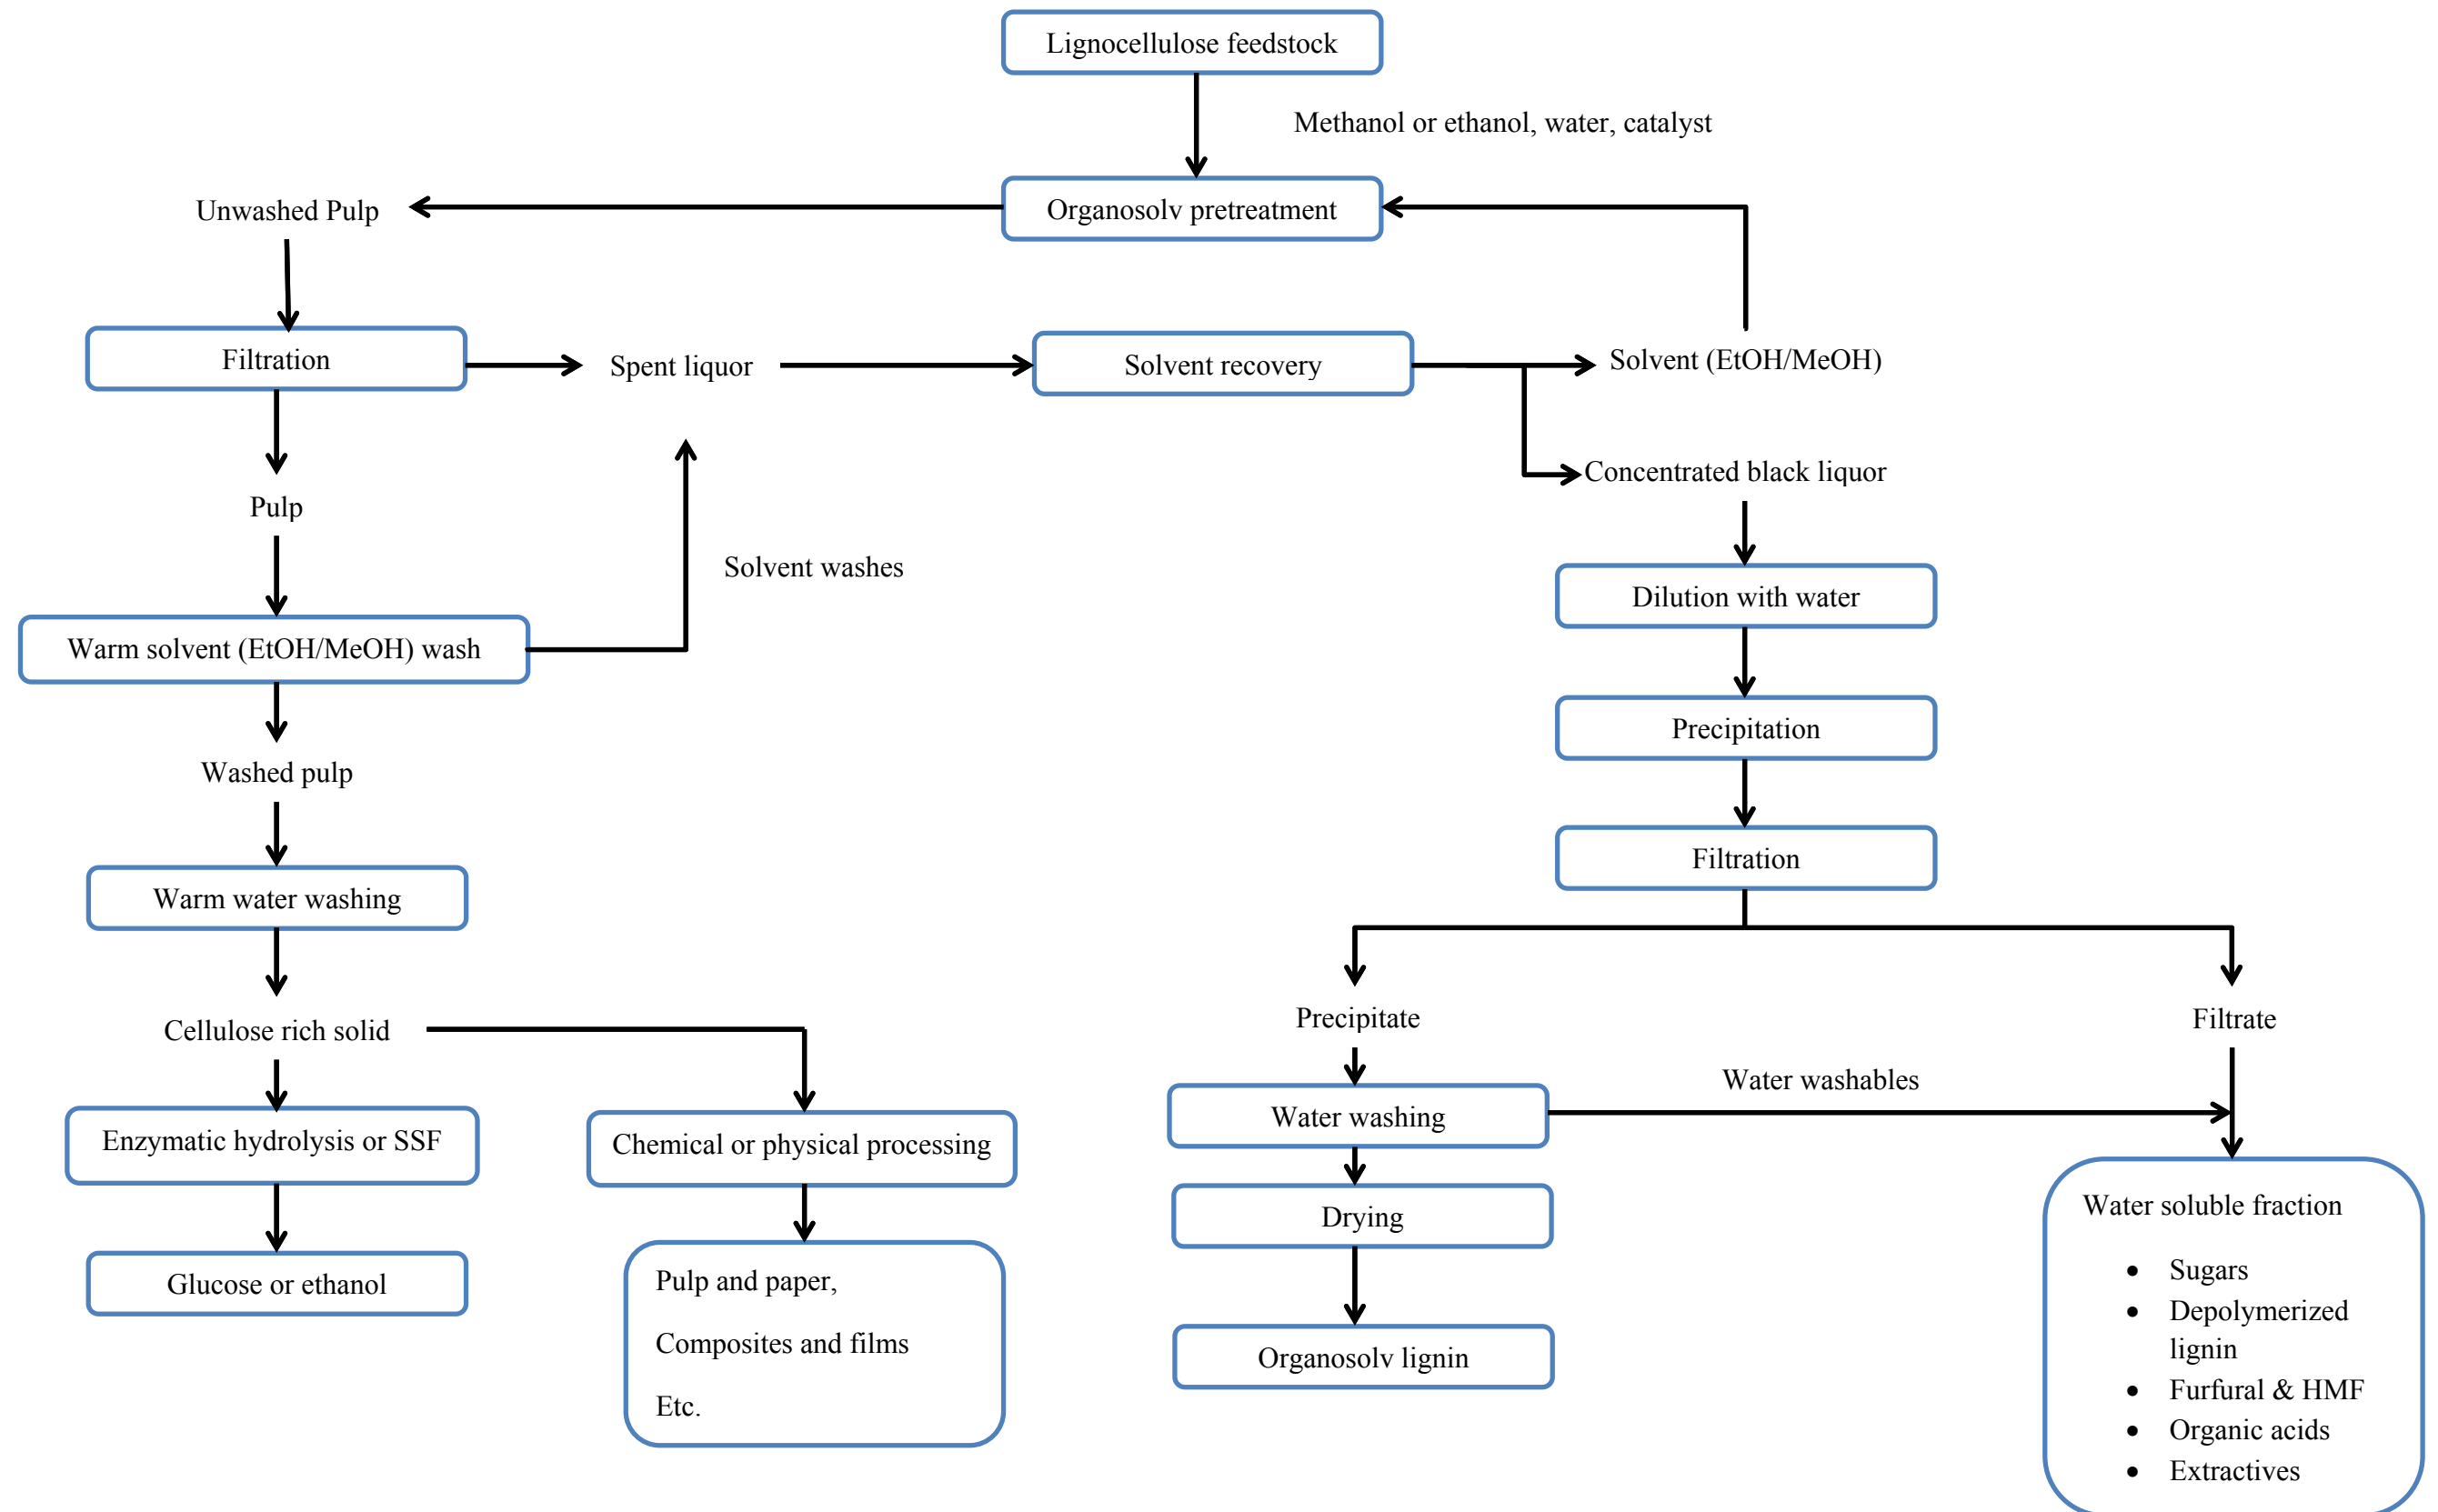 Lignocellulose feedstock
Methanol or ethanol, water, catalyst
Unwashed Pulp
Organosolv pretreatment
Filtration
Spent liquor
Solvent recovery
Solvent (EtOH/MeOH)
Concentrated black liquor
Pulp
Solvent washes
Dilution with water
Warm solvent (EtOH/MeOH) wash
Precipitation
Washed pulp
Filtration
Warm water washing
Cellulose rich solid
Precipitate
Filtrate
Water washables
Enzymatic hydrolysis or SSF
Chemical or physical processing
Water washing
Drying
Water soluble fraction
Glucose or ethanol
Pulp and paper,
Composites and films
Etc.
Organosolv lignin
• Sugars
• Depolymerized
lignin
• Furfural & HMF
• Organic acids
• Extractives